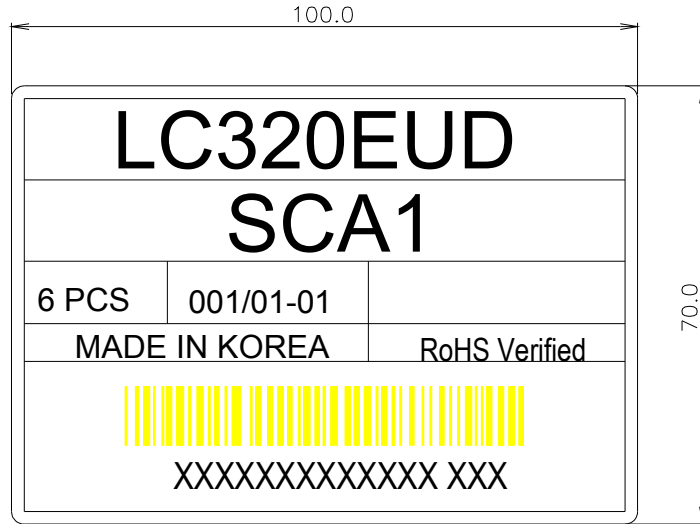 100.0
LC320EUD
SCA1
6 PCS 001/01-01
70.0
MADE IN KOREA RoHS Verified
XXXXXXXXXXXXX XXX